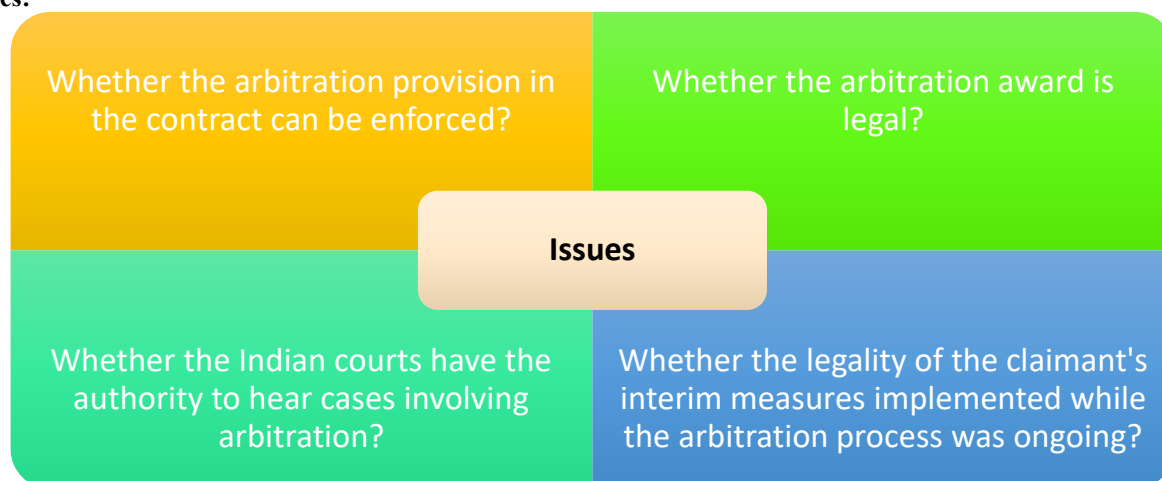 Whether the arbitration provision in
the contract can be enforced?
Whether the arbitration award is
legal?
Issues
Whether the Indian courts have the
authority to hear cases involving
arbitration?
Whether the legality of the claimant's
interim measures implemented while
the arbitration process was ongoing?